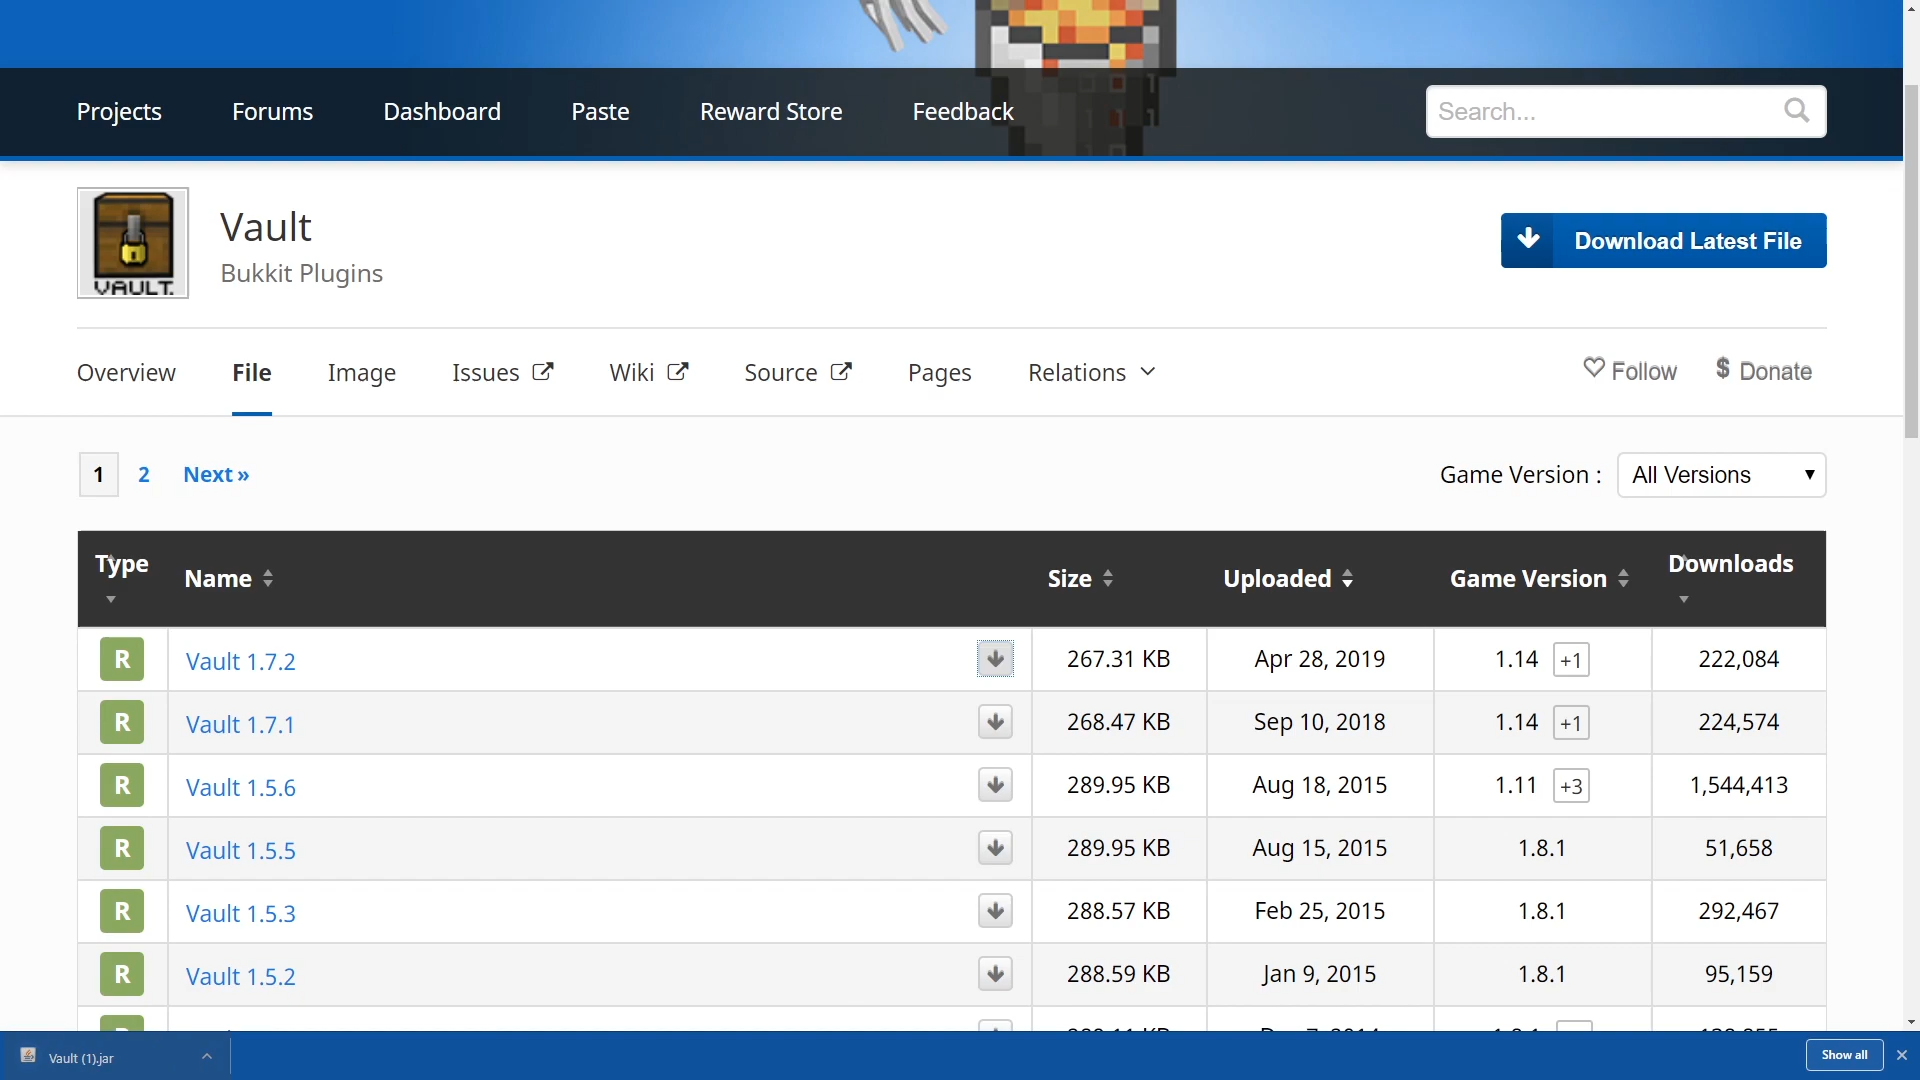 Projects Forums Dashboard Paste Reward Store Feedback Search...
VAULT.
Vault
Bukkit Plugins
Download Latest File
Overview File Image Issues Wiki Source Pages Relations Follow $ Donate
1 2 Next » Game Version : All Versions
Type Name Size Uploaded Game Version Downloads
R Vault 1.7.2 267.31 KB Apr 28, 2019 1.14 +1 222,084
R Vault 1.7.1 268.47 KB Sep 10, 2018 1.14 +1 224,574
R Vault 1.5.6 289.95 KB Aug 18, 2015 1.11 +3 1,544,413
R Vault 1.5.5 289.95 KB Aug 15, 2015 1.8.1 51,658
R Vault 1.5.3 288.57 KB Feb 25, 2015 1.8.1 292,467
R Vault 1.5.2 288.59 KB Jan 9, 2015 1.8.1 95,159
Vault (1).jar Show all